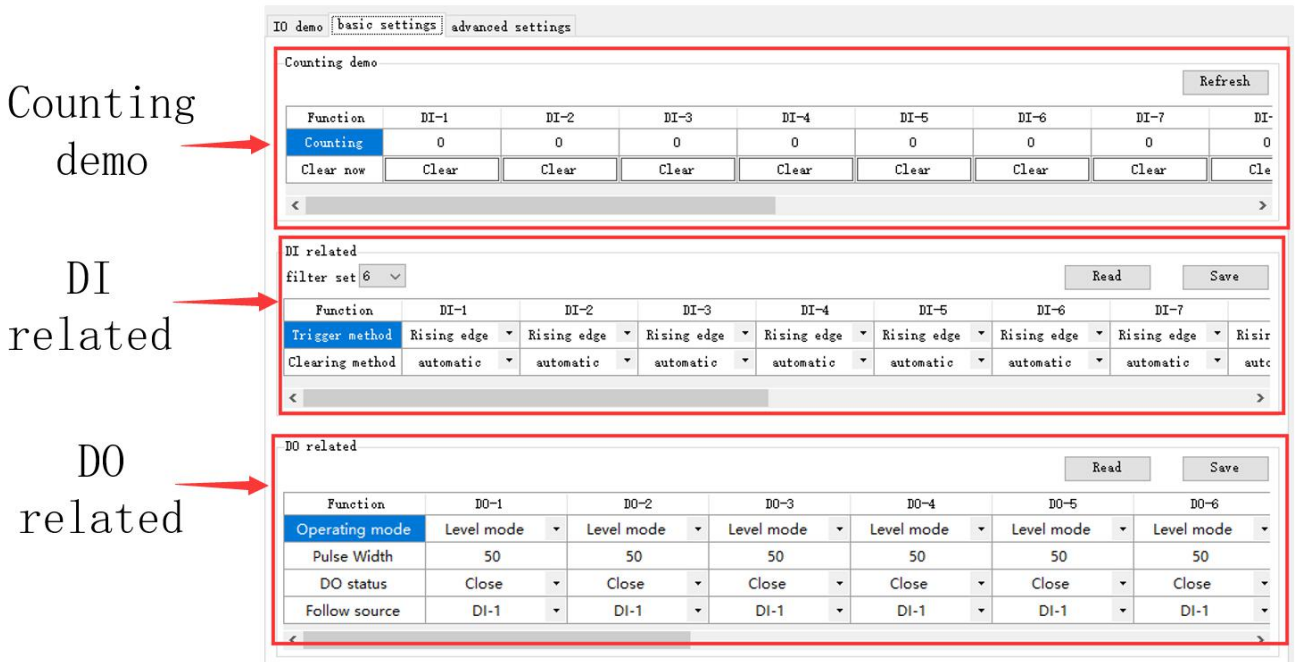 IO demo basic settings advanced settings
Counting demo
Refresh
Function DI-1 DI-2 DI-3 DI-4 DI-5 DI-6 DI-7 DI-
Counting 0 0 0 0 0 0 0 0
Clear now Clear Clear Clear Clear Clear Clear Clear Cle
Counting
demo
DI related
filter set 6 Read Save
Function DI-1 DI-2 DI-3 DI-4 DI-5 DI-6 DI-7
Trigger method Rising edge Rising edge Rising edge Rising edge Rising edge Rising edge Rising edge Risin
Clearing method automatic automatic automatic automatic automatic automatic automatic auto
DI
related
DO related
Read Save
Function DO-1 DO-2 DO-3 DO-4 DO-5 DO-6
Operating mode Level mode Level mode Level mode Level mode Level mode Level mode
Pulse Width 50 50 50 50 50 50
DO status Close Close Close Close Close Close
Follow source DI-1 DI-1 DI-1 DI-1 DI-1 DI-1
DO
related